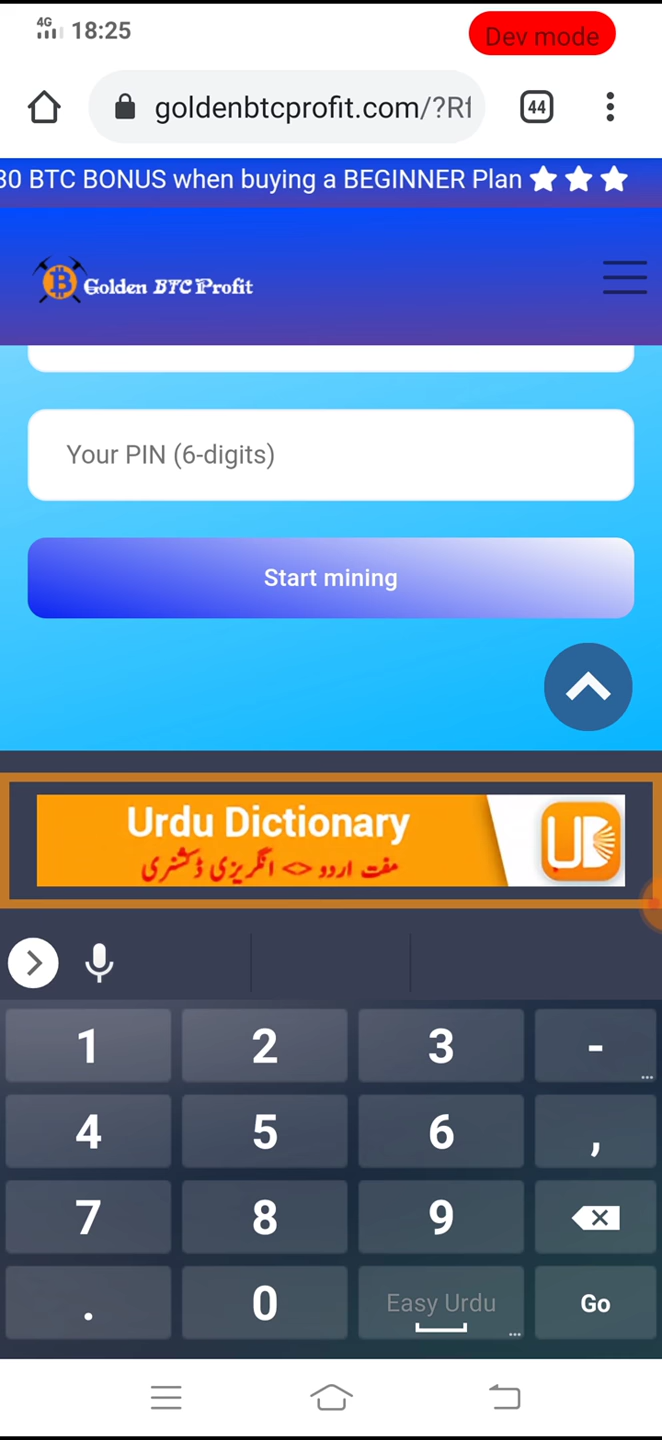 4G 18:25
Dev mode
goldenbtcprofit.com/?Rf
44
30 BTC BONUS when buying a BEGINNER Plan
B Golden BTC Profit
Your PIN (6-digits)
Start mining
Urdu Dictionary
مفت اردو <> انگریزی ڈکشنری
UD
1 2 3 -
4 5 6 ,
7 8 9
. 0 Easy Urdu Go